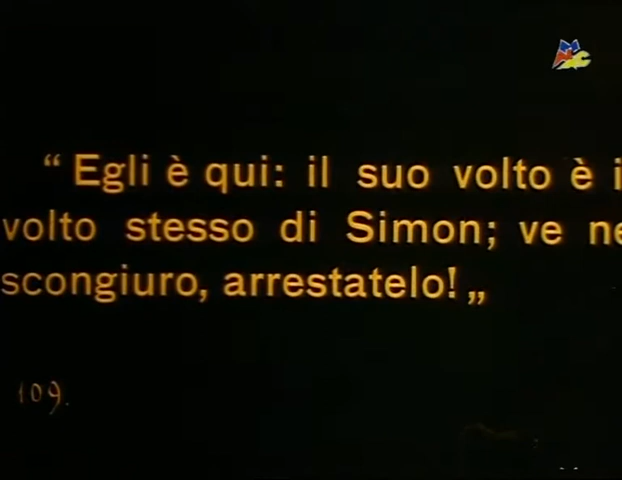 “ Egli è qui: il suo volto è i
volto stesso di Simon; ve ne
scongiuro, arrestatelo! „
109.